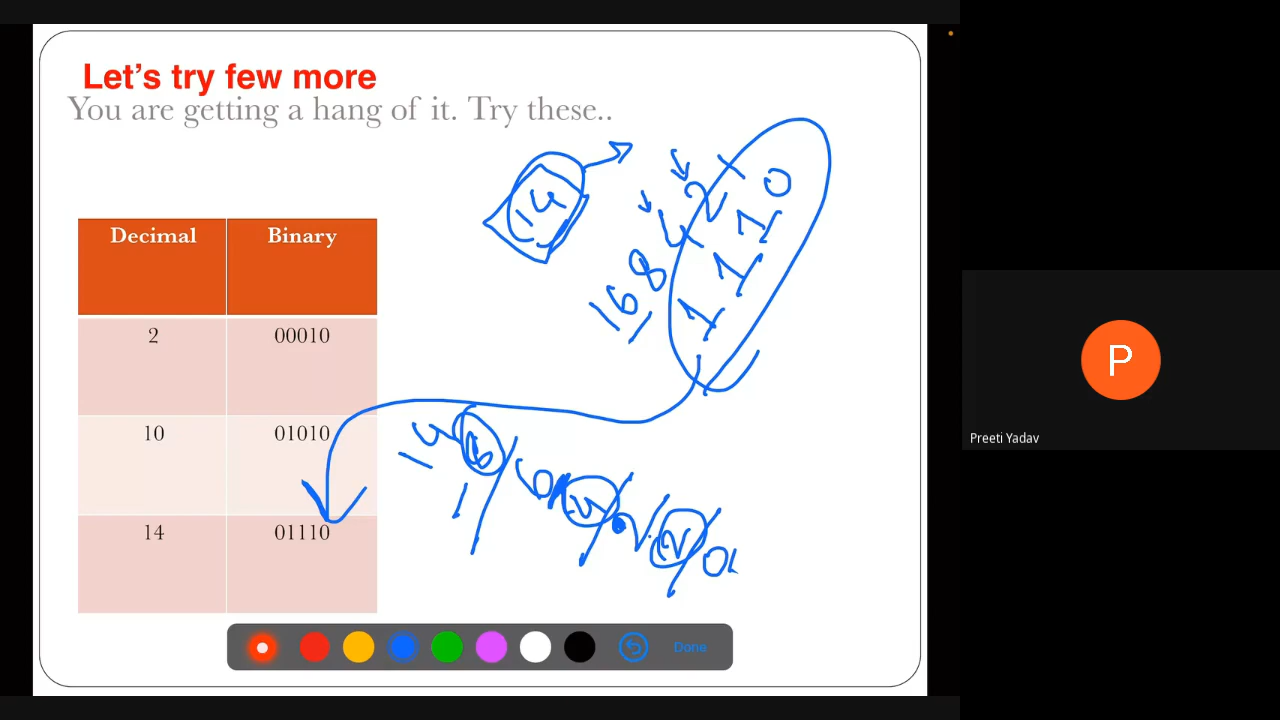 Let's try few more
You are getting a hang of it. Try these..
14
16 8 4 2 1
1 1 1 0
Decimal Binary
2 00010
10 01010
14 01110
14
Done
P
Preeti Yadav